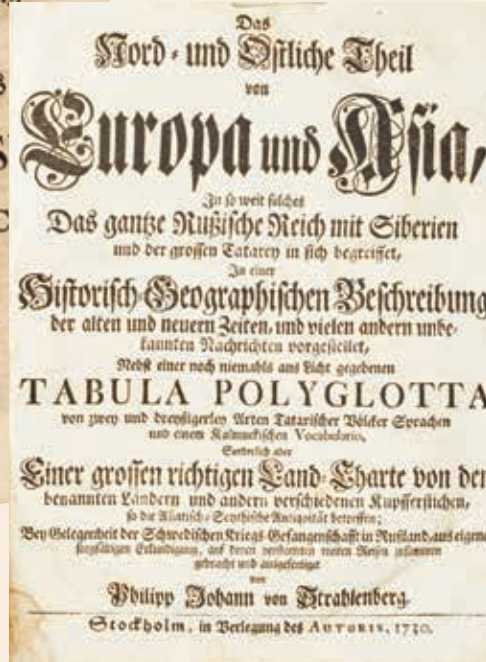 Das
Nord- und Ostliche Theil
von
Europa und Asia,
In so weit solches
Das gantze Rußische Reich mit Siberien
und der grossen Tatarey in sich begreiffet,
In einer
Historisch-Geographischen Beschreibung
der alten und neuern Zeiten, und vielen andern unbe-
kannten Nachrichten vorgestellet,
Nebst einer noch niemahls ans Licht gegebenen
TABULA POLYGLOTTA
von zwey und dreyßigerley Arten Tatarischer Völcker Sprachen
und einem Kalmuckischen Vocabulario,
Sonderlich aber
Einer grossen richtigen Land-Charte von den
benannten Ländern und andern verschiedenen Kupfferstichen,
so die Asiatisch-Scythische Antiquität betreffen;
Bey Gelegenheit der Schwedischen Kriegs-Gefangenschafft in Rußland, aus eigener
sorgfältigen Erkundigung, auf denen verstatteten weiten Reisen zusammen
gebracht und ausgefertiget
von
Philipp Johann von Strahlenberg.
Stockholm, in Verlegung des AUTORIS, 1730.